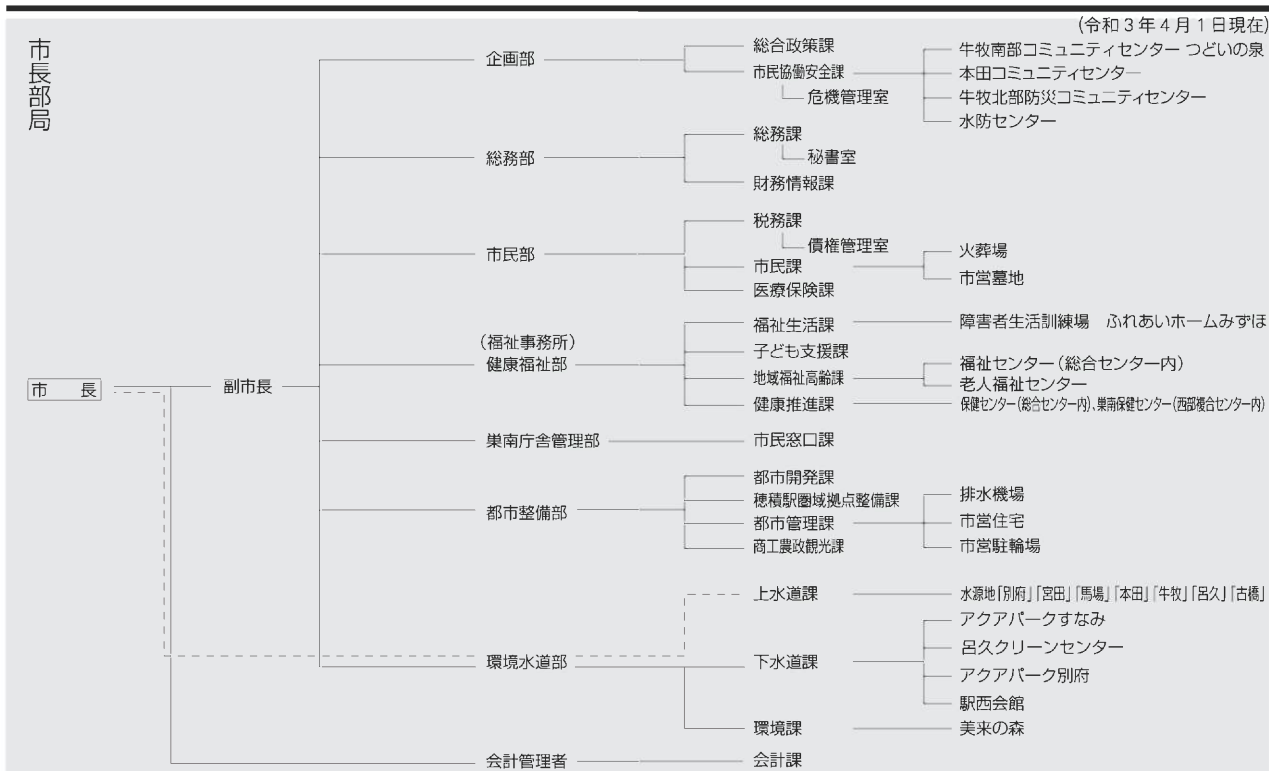 (令和3年4月1日現在)
市長部局
市 長
副市長
企画部
総合政策課
市民協働安全課
危機管理室
牛牧南部コミュニティセンター つどいの泉
本田コミュニティセンター
牛牧北部防災コミュニティセンター
水防センター
総務部
総務課
秘書室
財務情報課
市民部
税務課
債権管理室
市民課
火葬場
市営墓地
医療保険課
(福祉事務所)
健康福祉部
福祉生活課
障害者生活訓練場 ふれあいホームみずほ
子ども支援課
地域福祉高齢課
福祉センター(総合センター内)
老人福祉センター
健康推進課
保健センター(総合センター内)、巣南保健センター(西部複合センター内)
巣南庁舎管理部
市民窓口課
都市整備部
都市開発課
穂積駅圏域拠点整備課
都市管理課
排水機場
市営住宅
市営駐輪場
商工農政観光課
環境水道部
上水道課
水源地「別府」「宮田」「馬場」「本田」「牛牧」「呂久」「古橋」
下水道課
アクアパークすなみ
呂久クリーンセンター
アクアパーク別府
駅西会館
環境課
美来の森
会計管理者
会計課